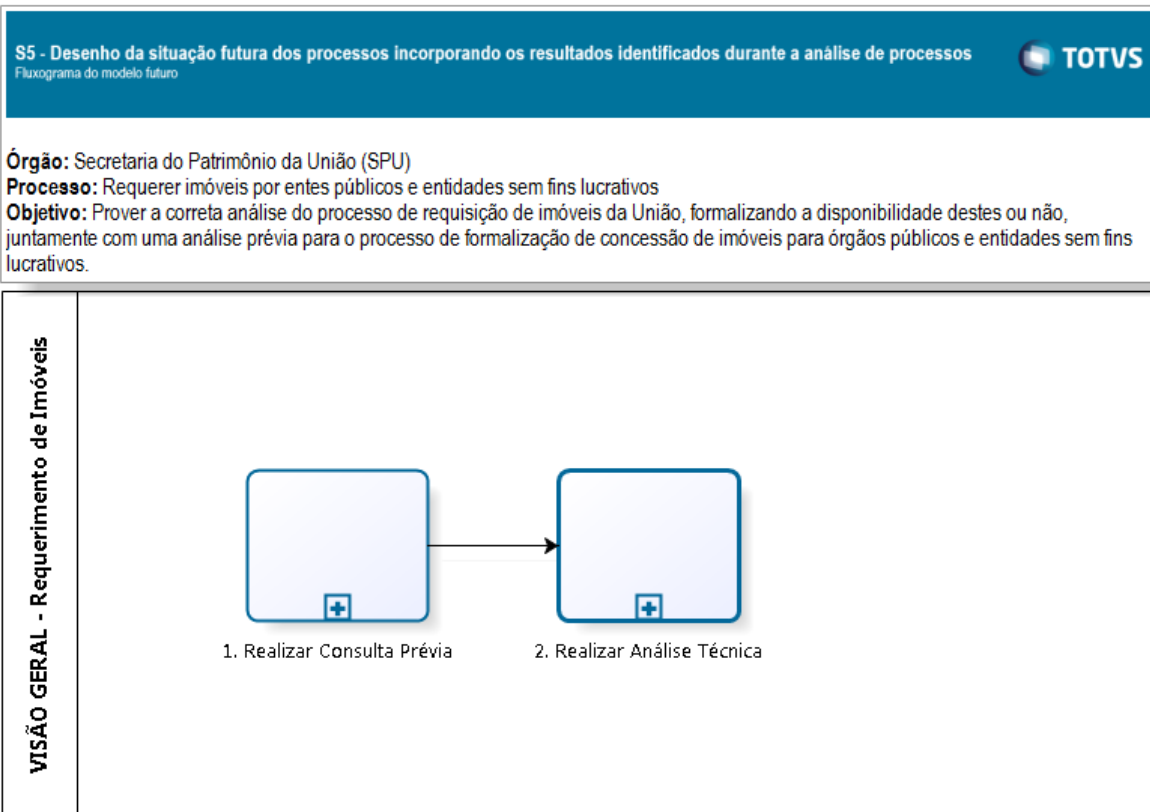 S5 - Desenho da situação futura dos processos incorporando os resultados identificados durante a análise de processos
Fluxograma do modelo futuro
TOTVS
Órgão: Secretaria do Patrimônio da União (SPU)
Processo: Requerer imóveis por entes públicos e entidades sem fins lucrativos
Objetivo: Prover a correta análise do processo de requisição de imóveis da União, formalizando a disponibilidade destes ou não,
juntamente com uma análise prévia para o processo de formalização de concessão de imóveis para órgãos públicos e entidades sem fins
lucrativos.
VISÃO GERAL - Requerimento de Imóveis
1. Realizar Consulta Prévia
2. Realizar Análise Técnica